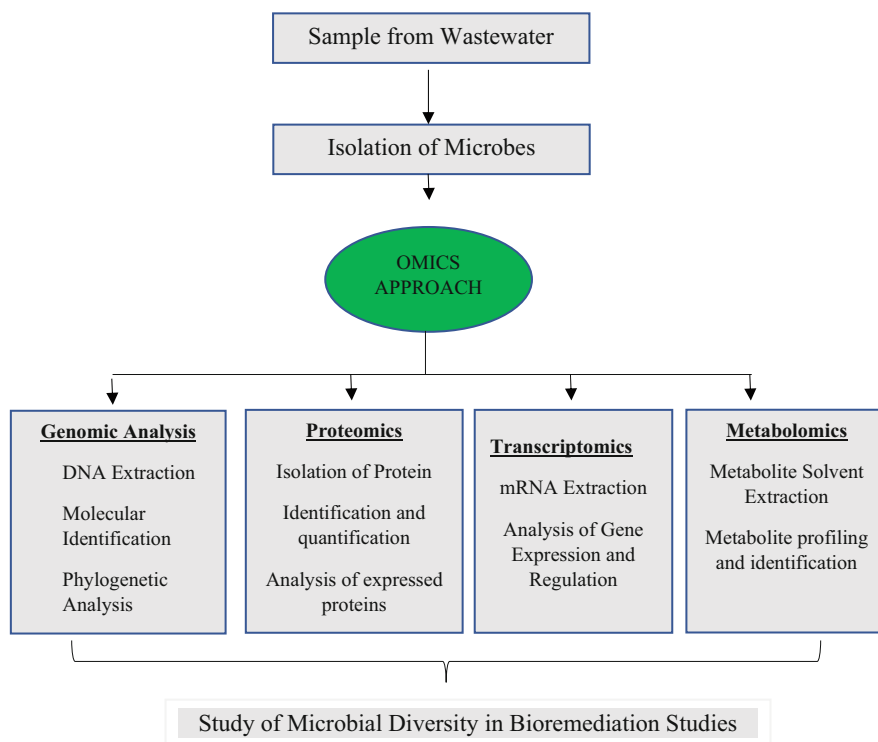 Sample from Wastewater
Isolation of Microbes
OMICS
APPROACH
Genomic Analysis
DNA Extraction
Molecular
Identification
Phylogenetic
Analysis
Proteomics
Isolation of Protein
Identification and
quantification
Analysis of expressed
proteins
Transcriptomics
mRNA Extraction
Analysis of Gene
Expression and
Regulation
Metabolomics
Metabolite Solvent
Extraction
Metabolite profiling
and identification
Study of Microbial Diversity in Bioremediation Studies